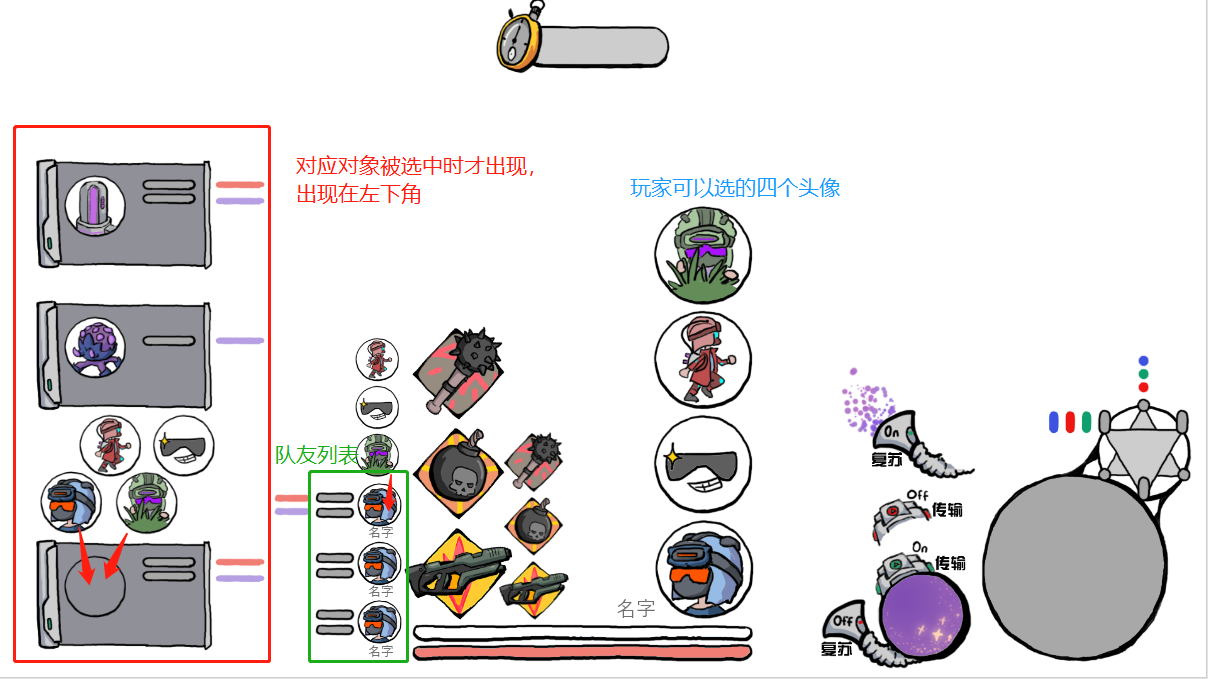 对应对象被选中时才出现，
出现在左下角
玩家可以选的四个头像
队友列表
名字
名字
名字
名字
On
复苏
Off
传输
On
传输
Off
复苏